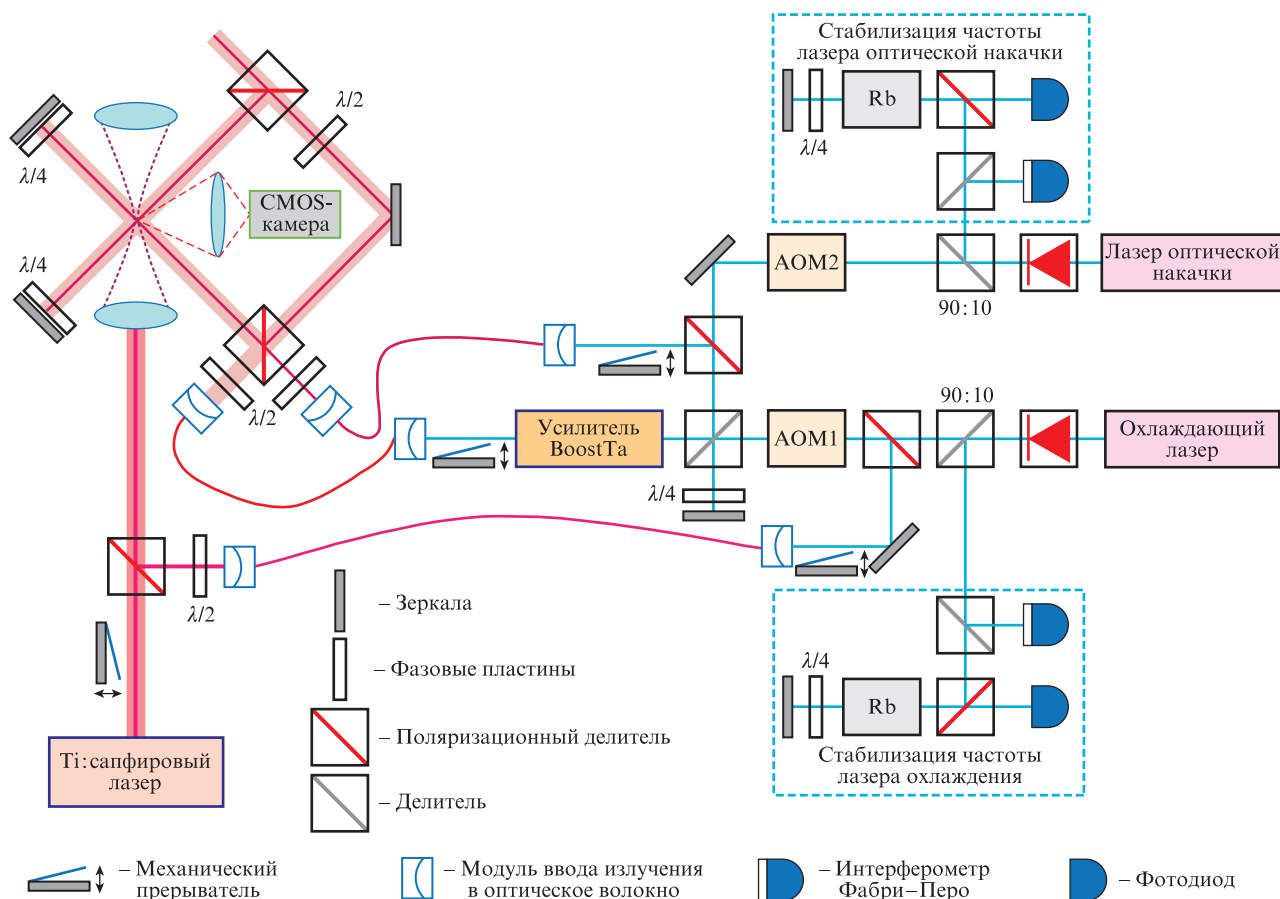 Стабилизация частоты
лазера оптической накачки
λ/2
Rb
λ/4
λ/4
CMOS-
камера
λ/4
АОМ2
Лазер оптической
накачки
90:10
90:10
λ/2
Усилитель
BoostTa
АОМ1
Охлаждающий
лазер
λ/4
λ/2
– Зеркала
λ/4
– Фазовые пластины
Rb
– Поляризационный делитель
Стабилизация частоты
лазера охлаждения
Ti:сапфировый
лазер
– Делитель
– Механический
прерыватель
– Модуль ввода излучения
в оптическое волокно
– Интерферометр
Фабри–Перо
– Фотодиод